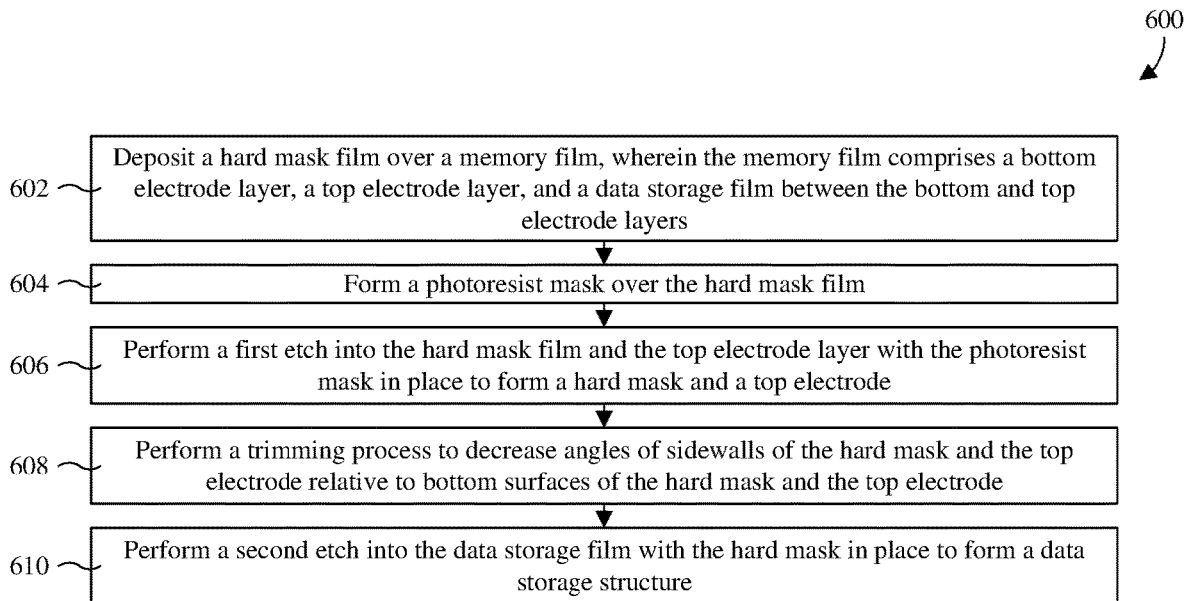 600
602
Deposit a hard mask film over a memory film, wherein the memory film comprises a bottom
electrode layer, a top electrode layer, and a data storage film between the bottom and top
electrode layers
604
Form a photoresist mask over the hard mask film
606
Perform a first etch into the hard mask film and the top electrode layer with the photoresist
mask in place to form a hard mask and a top electrode
608
Perform a trimming process to decrease angles of sidewalls of the hard mask and the top
electrode relative to bottom surfaces of the hard mask and the top electrode
610
Perform a second etch into the data storage film with the hard mask in place to form a data
storage structure